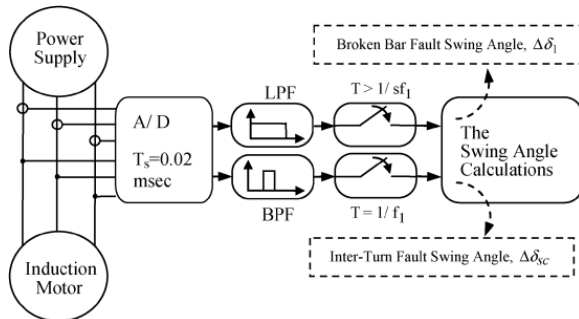 Power
Supply
Broken Bar Fault Swing Angle, Δδ1
LPF
T > 1/ sf1
A/ D
Ts=0.02
msec
The
Swing Angle
Calculations
BPF
T = 1/ f1
Induction
Motor
Inter-Turn Fault Swing Angle, Δδsc